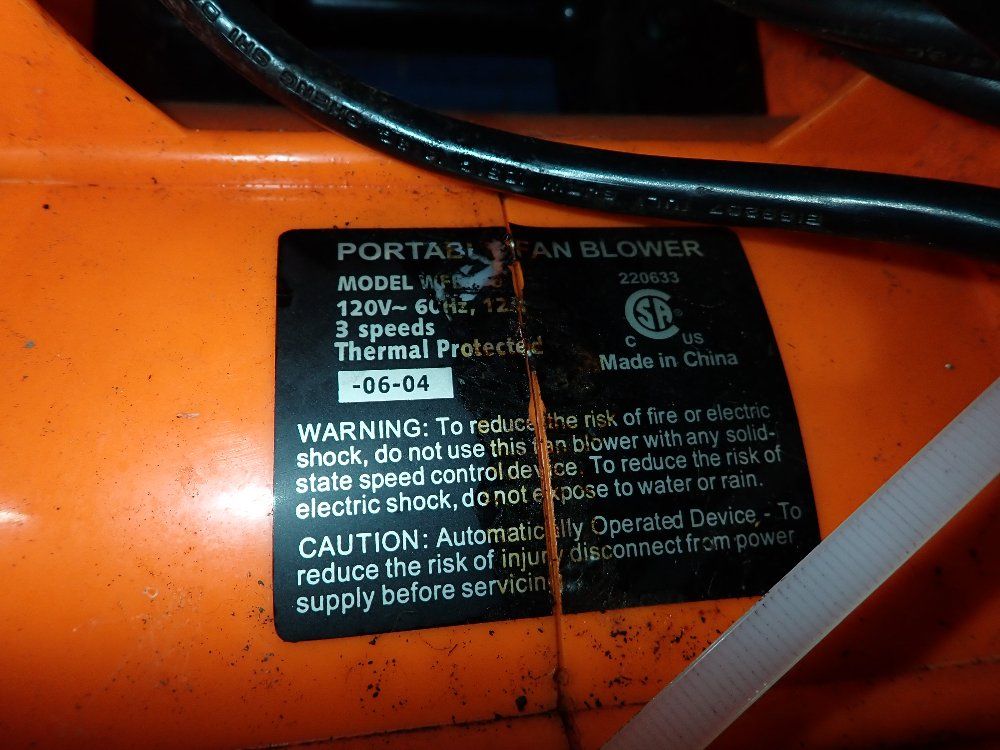 PORTABLE FAN BLOWER
MODEL
120V~ 60Hz,
3 speeds
Thermal Protected
-06-04
220633
CSA®
C US
Made in China
WARNING: To reduce the risk of fire or electric
shock, do not use this fan blower with any solid-
state speed control device. To reduce the risk of
electric shock, do not expose to water or rain.
CAUTION: Automatically Operated Device - To
reduce the risk of injury disconnect from power
supply before servicing.